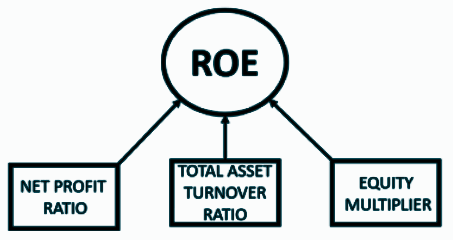 ROE
NET PROFIT
RATIO
TOTAL ASSET
TURNOVER
RATIO
EQUITY
MULTIPLIER